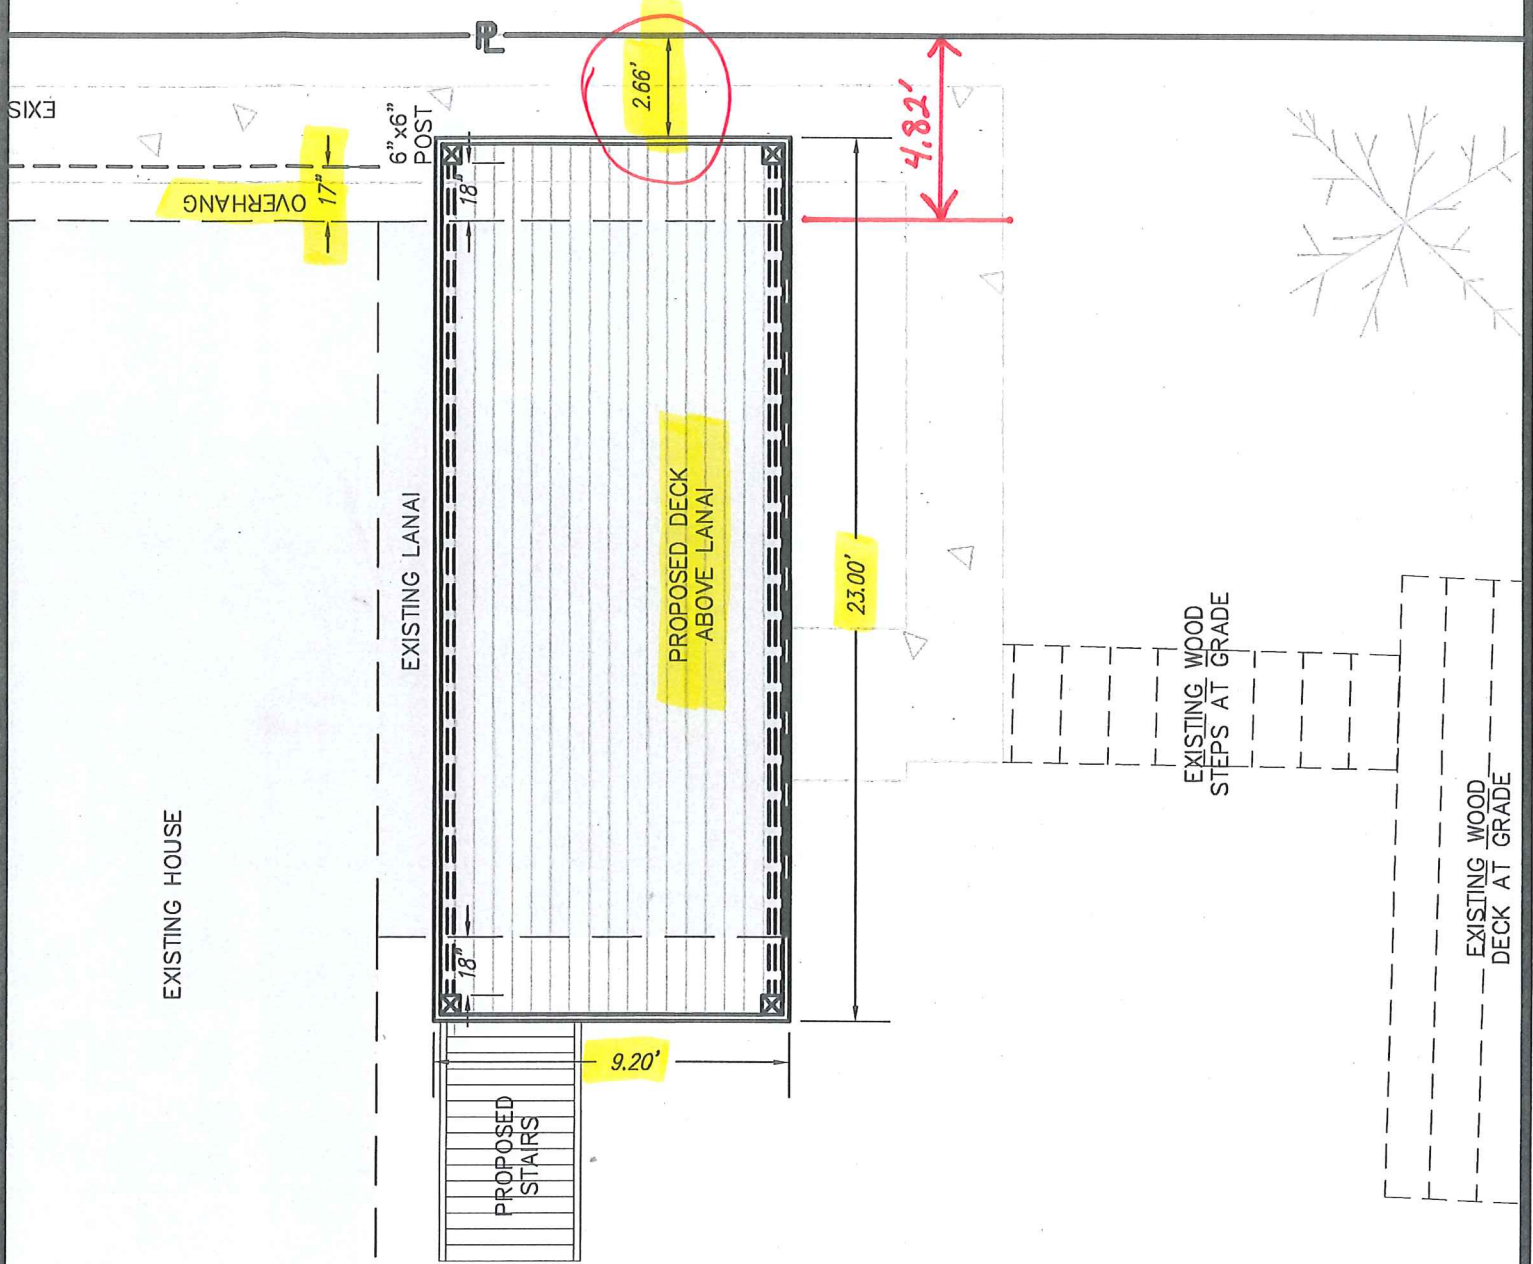 PL
2.66'
4.82'
EXIS
6"x6"
POST
OVERHANG
17"
18"
EXISTING LANAI
PROPOSED DECK
ABOVE LANAI
23.00'
EXISTING WOOD
STEPS AT GRADE
EXISTING WOOD
DECK AT GRADE
EXISTING HOUSE
18"
9.20'
PROPOSED
STAIRS